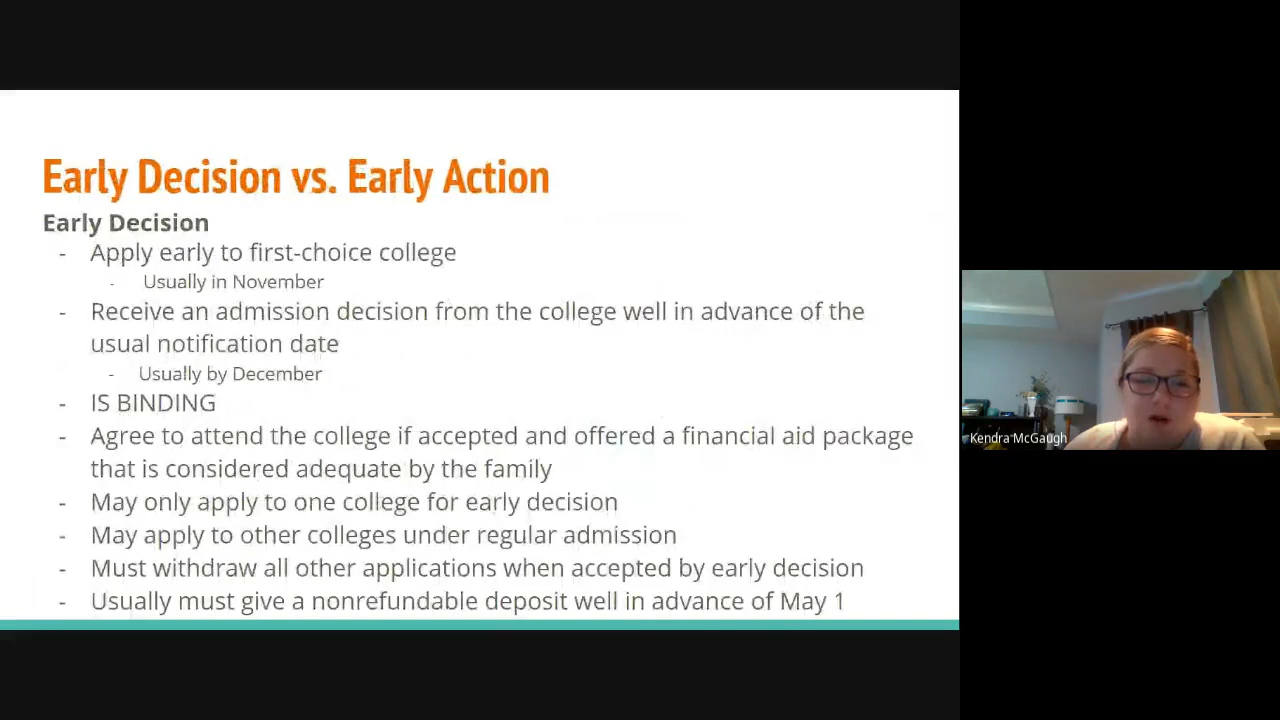 Early Decision vs. Early Action
Early Decision
- Apply early to first-choice college
- Usually in November
- Receive an admission decision from the college well in advance of the
usual notification date
- Usually by December
- IS BINDING
- Agree to attend the college if accepted and offered a financial aid package
that is considered adequate by the family
- May only apply to one college for early decision
- May apply to other colleges under regular admission
- Must withdraw all other applications when accepted by early decision
- Usually must give a nonrefundable deposit well in advance of May 1
Kendra McGaugh